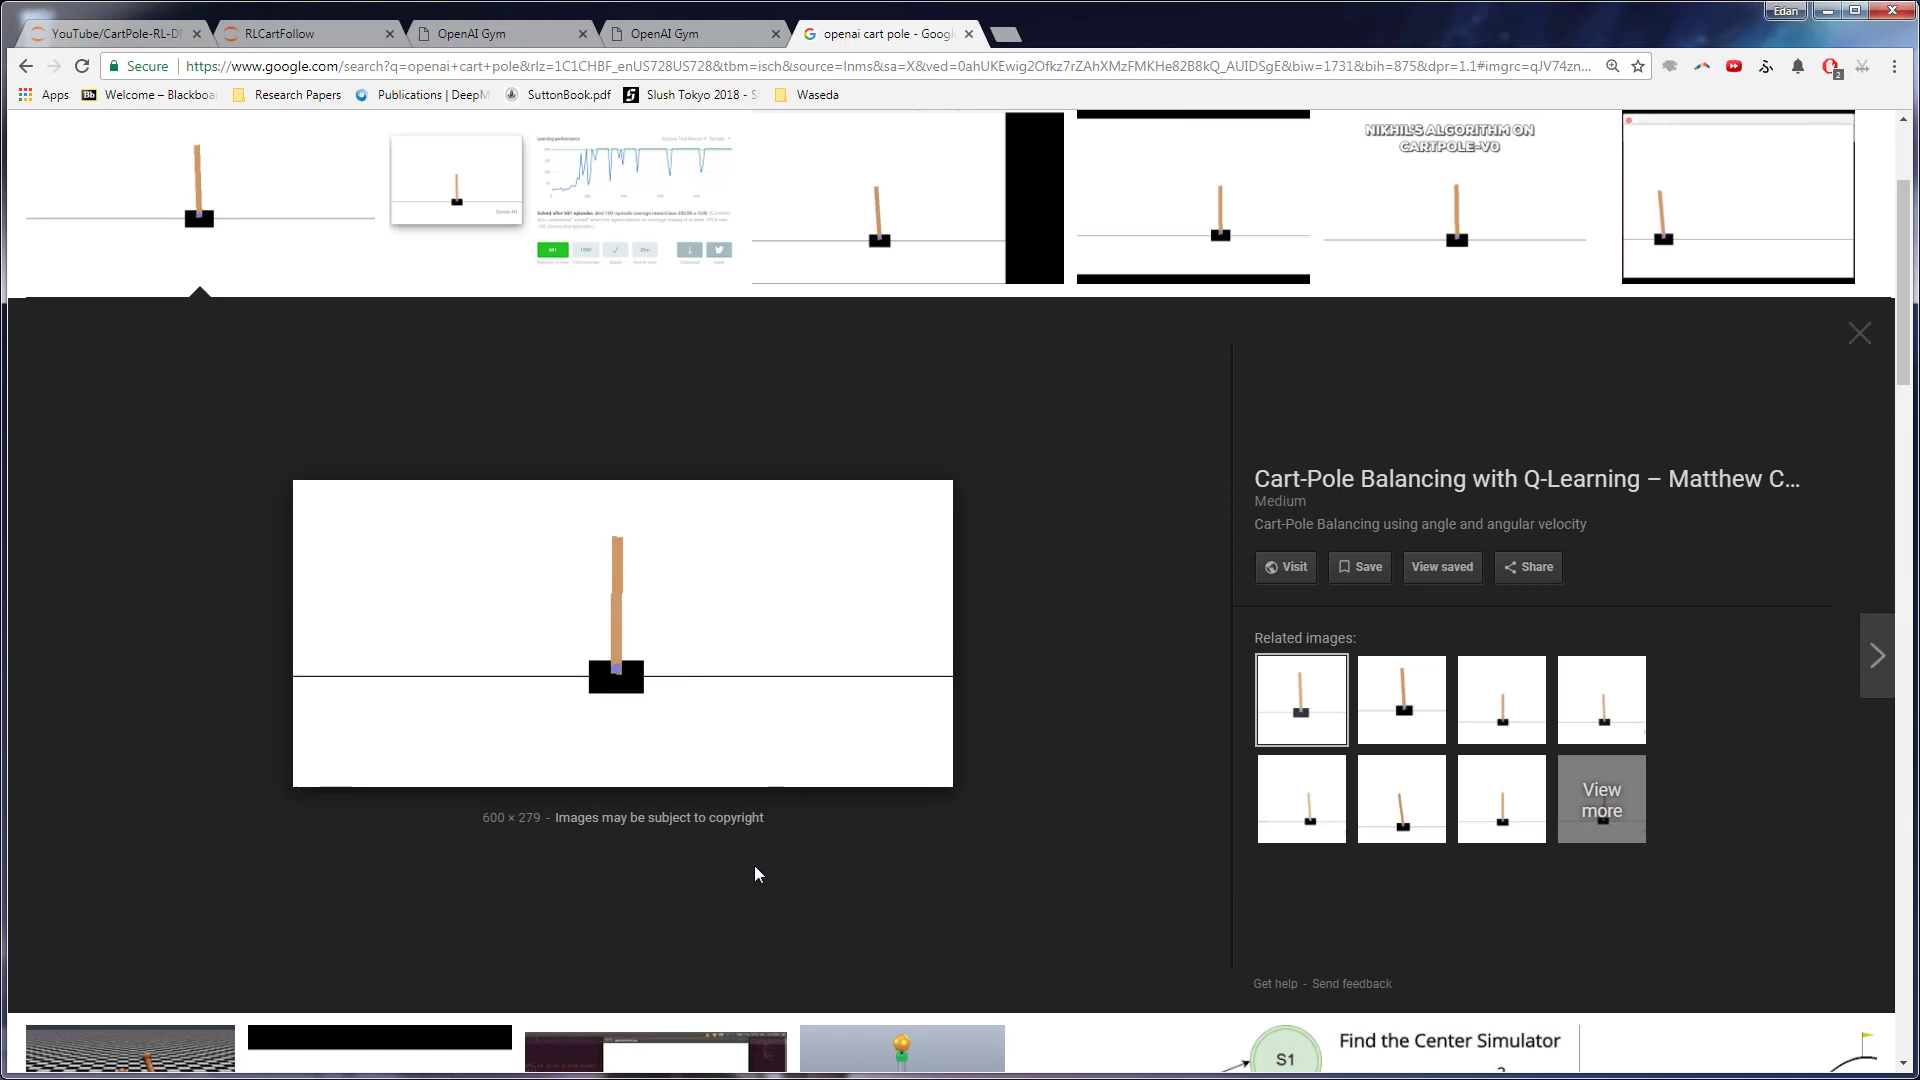 Edan
YouTube/CartPole-RL-D
RLCartFollow
OpenAI Gym
OpenAI Gym
openai cart pole - Goog
Secure
https://www.google.com/search?q=openai+cart+pole&rlz=1C1CHBF_enUS728US728&tbm=isch&source=lnms&sa=X&ved=0ahUKEwig2Ofkz7rZAhXMzFMKHe82B8kQ_AUIDSgE&biw=1731&bih=875&dpr=1.1#imgrc=qJV74zn...
2
Apps
Bb
Welcome – Blackboa
Research Papers
Publications | DeepM
SuttonBook.pdf
Slush Tokyo 2018 - S
Waseda
Learning performance
NIKHIL'S ALGORITHM ON
CARTPOLE-V0
Cart-Pole Balancing with Q-Learning – Matthew C...
Medium
Cart-Pole Balancing using angle and angular velocity
Visit
Save
View saved
Share
Related images:
View
more
600 × 279 - Images may be subject to copyright
Get help - Send feedback
S1
Find the Center Simulator